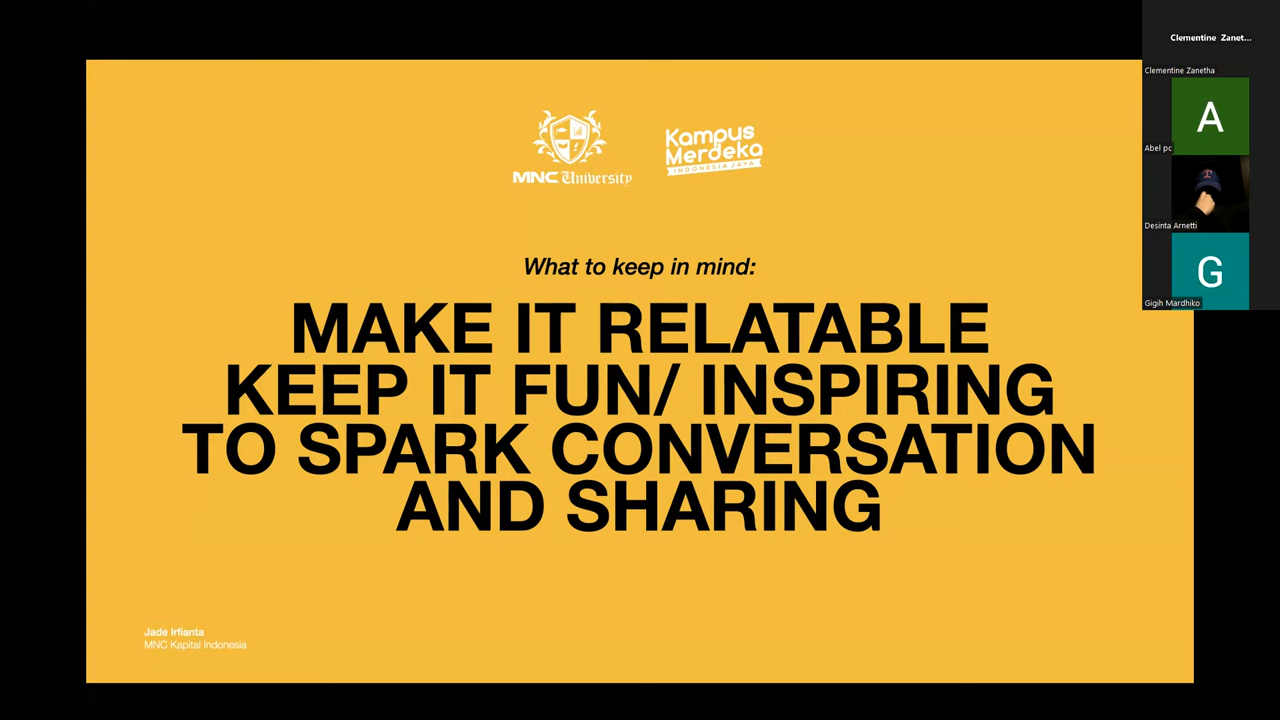 MNC University
Kampus
Merdeka
INDONESIA JAYA
What to keep in mind:
MAKE IT RELATABLE
KEEP IT FUN/ INSPIRING
TO SPARK CONVERSATION
AND SHARING
Jade Irfianta
MNC Kapital Indonesia
Clementine Zanet...
Clementine Zanetha
A
Abel pc
T
Desinta Arnetti
G
Gigih Mardhiko